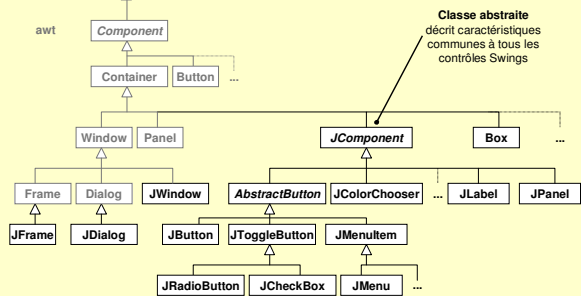 Classe abstraite
décrit caractéristiques
communes à tous les
contrôles Swings
awt
Component
Container Button ...
Window Panel JComponent Box ...
Frame Dialog JWindow AbstractButton JColorChooser ... JLabel JPanel
JFrame JDialog JButton JToggleButton JMenuItem
JRadioButton JCheckBox JMenu ...